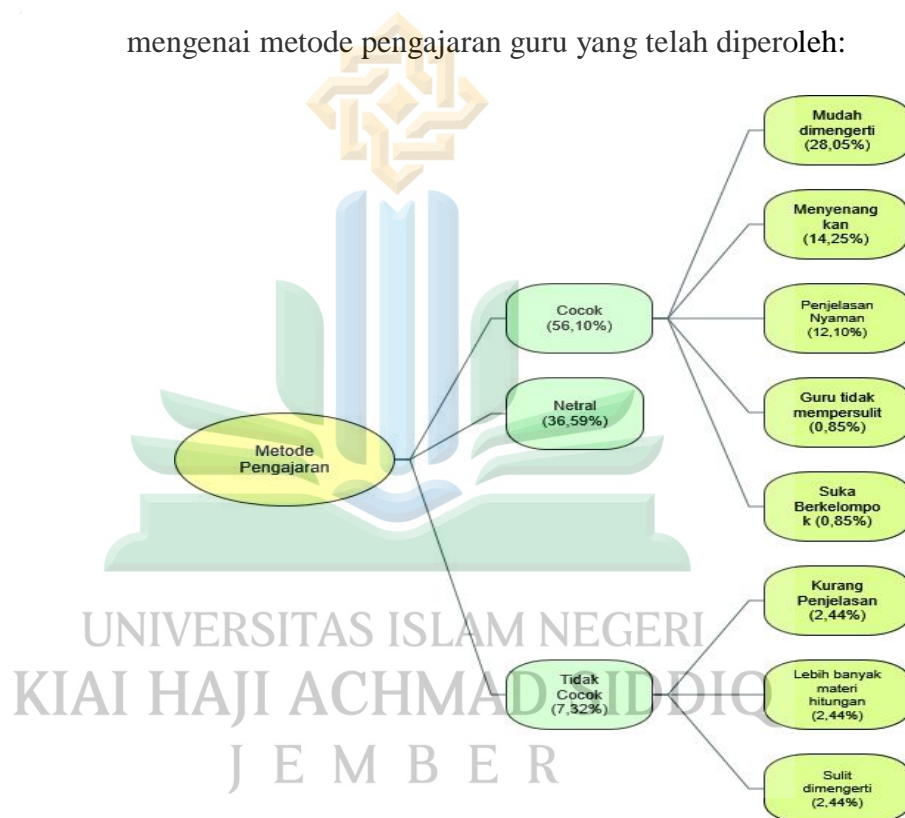 mengenai metode pengajaran guru yang telah diperoleh:
Metode
Pengajaran
Cocok
(56,10%)
Netral
(36,59%)
Tidak
Cocok
(7,32%)
Mudah
dimengerti
(28,05%)
Menyenang
kan
(14,25%)
Penjelasan
Nyaman
(12,10%)
Guru tidak
mempersulit
(0,85%)
Suka
Berkelompo
k (0,85%)
Kurang
Penjelasan
(2,44%)
Lebih banyak
materi
hitungan
(2,44%)
Sulit
dimengerti
(2,44%)
UNIVERSITAS ISLAM NEGERI
KIAI HAJI ACHMAD SIDDIQ
J E M B E R